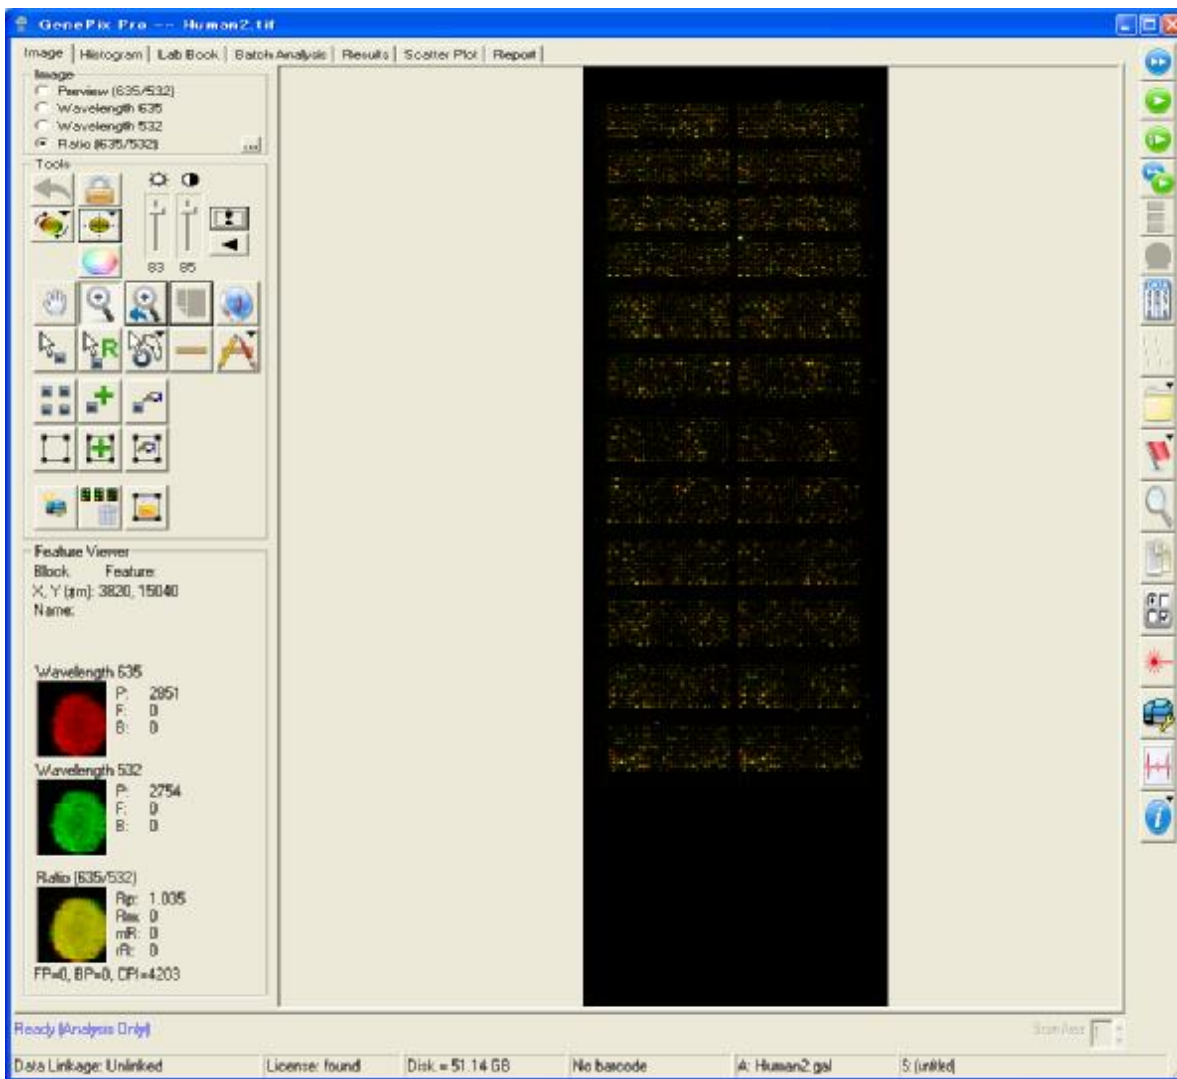 GenePix Pro -- Human2.tif
Image Histogram Lab Book Batch Analysis Results Scatter Plot Report
Image
Preview (635/532)
Wavelength 635
Wavelength 532
Ratio (635/532)
Tools
83 85
R
Feature Viewer
Block: Feature:
X, Y (µm): 3820, 15040
Name:
Wavelength 635
P: 2851
F: 0
B: 0
Wavelength 532
P: 2754
F: 0
B: 0
Ratio (635/532)
Rp: 1.035
Rm: 0
mR: 0
rR: 0
FP=0, BP=0, CPI=4203
Ready (Analysis Only)
Scan Area: 1
Data Linkage: Unlinked License: found Disk = 51.14 GB No barcode A: Human2.gal S: (untitled)